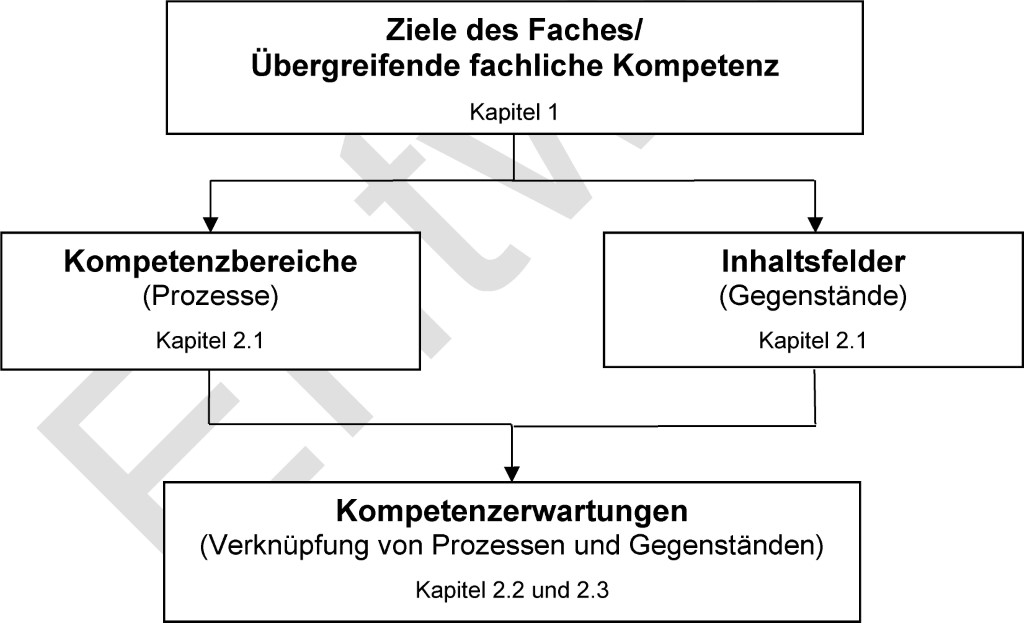 Ziele des Faches/
Übergreifende fachliche Kompetenz
Kapitel 1
Kompetenzbereiche
(Prozesse)
Kapitel 2.1
Inhaltsfelder
(Gegenstände)
Kapitel 2.1
Kompetenzerwartungen
(Verknüpfung von Prozessen und Gegenständen)
Kapitel 2.2 und 2.3